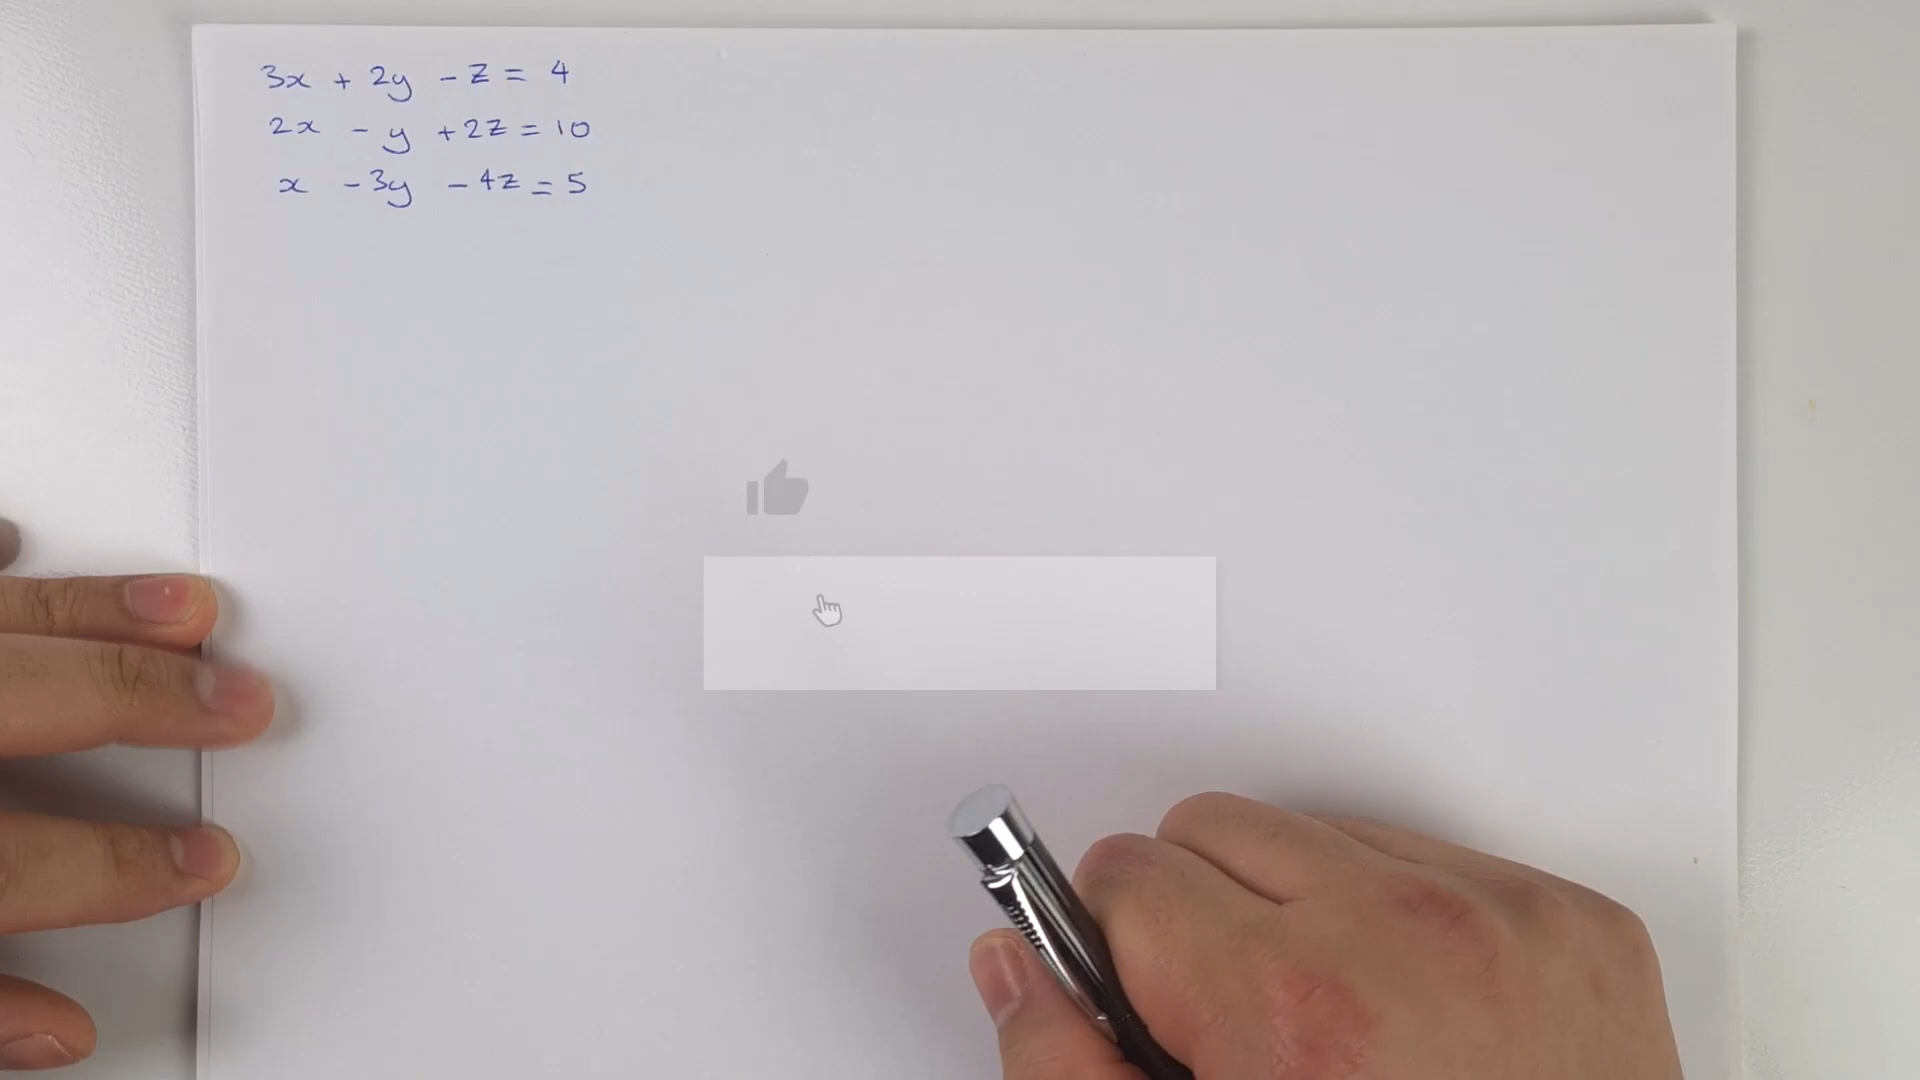 3x + 2y - z = 4
2x - y + 2z = 10
x - 3y - 4z = 5